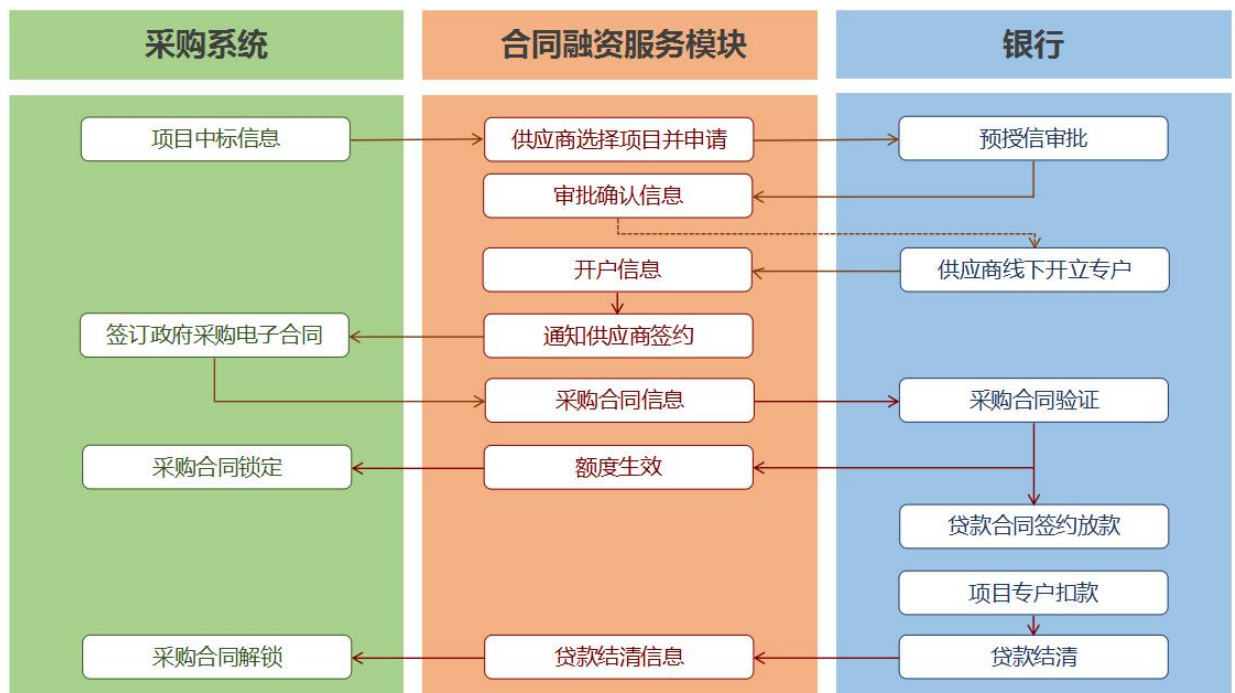 采购系统
合同融资服务模块
银行
项目中标信息
供应商选择项目并申请
预授信审批
审批确认信息
开户信息
供应商线下开立专户
签订政府采购电子合同
通知供应商签约
采购合同信息
采购合同验证
采购合同锁定
额度生效
贷款合同签约放款
项目专户扣款
采购合同解锁
贷款结清信息
贷款结清